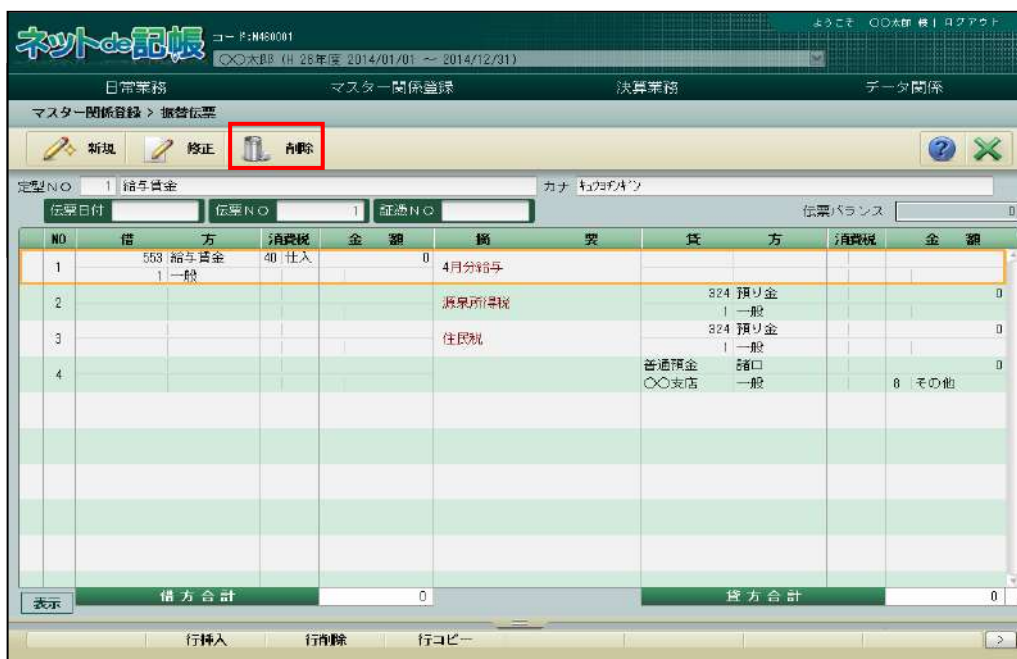 ようこそ 〇〇太郎 様 | ログアウト
ネットde記帳 コード:N480001
〇〇太郎 (H 26年度 2014/01/01 ～ 2014/12/31)
日常業務 マスター関係登録 決算業務 データ関係
マスター関係登録 > 振替伝票
新規 修正 削除
定型NO 1 給与賃金 カナ ｷｭｳﾖﾁﾝｷﾞﾝ
伝票日付 伝票NO 1 証憑NO 伝票バランス 0
NO 借方 消費税 金額 摘要 貸方 消費税 金額
1 553 給与賃金 40 仕入 0 4月分給与
1 一般
2 源泉所得税 324 預り金 0
1 一般
3 住民税 324 預り金 0
1 一般
4 普通預金 諸口 0
〇〇支店 一般 8 その他
表示 借方合計 0 貸方合計 0
行挿入 行削除 行コピー